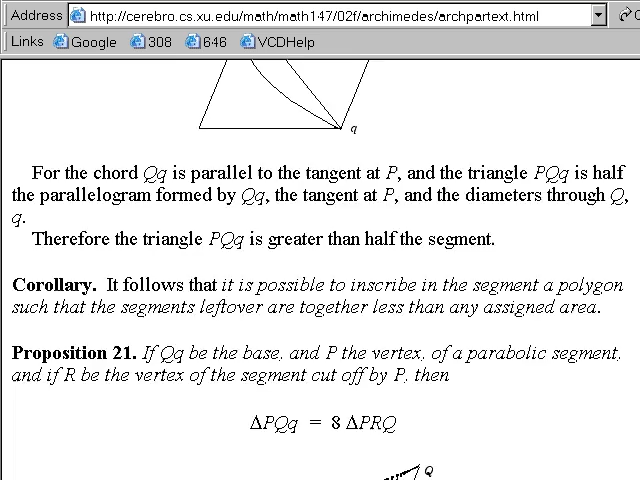 Address http://cerebro.cs.xu.edu/math/math147/02f/archimedes/archpartext.html
Links Google 308 646 VCDHelp
q
For the chord Qq is parallel to the tangent at P, and the triangle PQq is half
the parallelogram formed by Qq, the tangent at P, and the diameters through Q,
q.
Therefore the triangle PQq is greater than half the segment.
Corollary. It follows that it is possible to inscribe in the segment a polygon
such that the segments leftover are together less than any assigned area.
Proposition 21. If Qq be the base, and P the vertex, of a parabolic segment,
and if R be the vertex of the segment cut off by P, then
ΔPQq = 8 ΔPRQ
Q